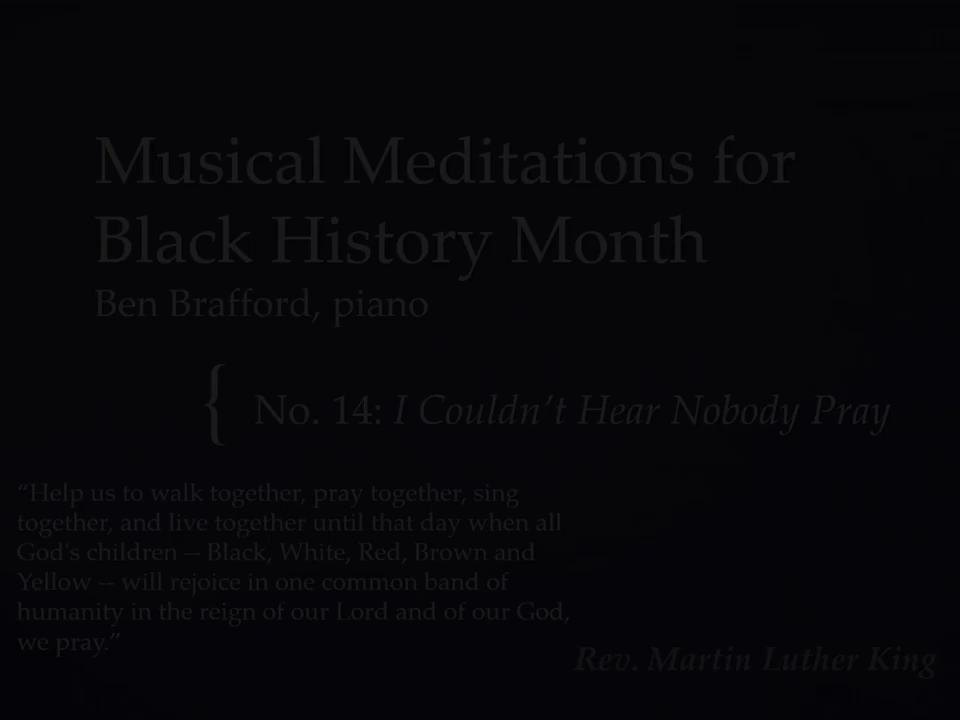 Musical Meditations for
Black History Month
Ben Brafford, piano
{ No. 14: I Couldn’t Hear Nobody Pray
“Help us to walk together, pray together, sing
together, and live together until that day when all
God's children – Black, White, Red, Brown and
Yellow – will rejoice in one common band of
humanity in the reign of our Lord and of our God,
we pray.”
Rev. Martin Luther King